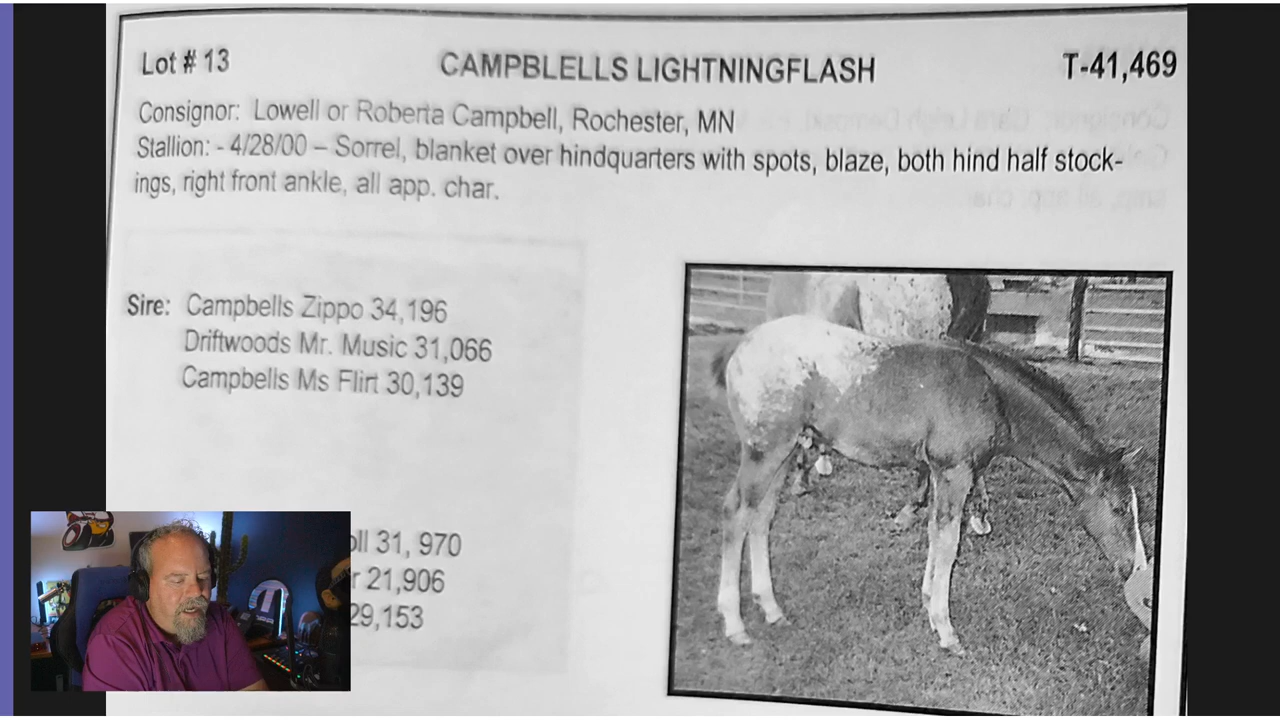 Lot # 13
CAMPBLELLS LIGHTNINGFLASH
T-41,469
Consignor: Lowell or Roberta Campbell, Rochester, MN
Stallion: - 4/28/00 – Sorrel, blanket over hindquarters with spots, blaze, both hind half stock-
ings, right front ankle, all app. char.
Sire: Campbells Zippo 34,196
Driftwoods Mr. Music 31,066
Campbells Ms Flirt 30,139
oll 31, 970
r 21,906
29,153